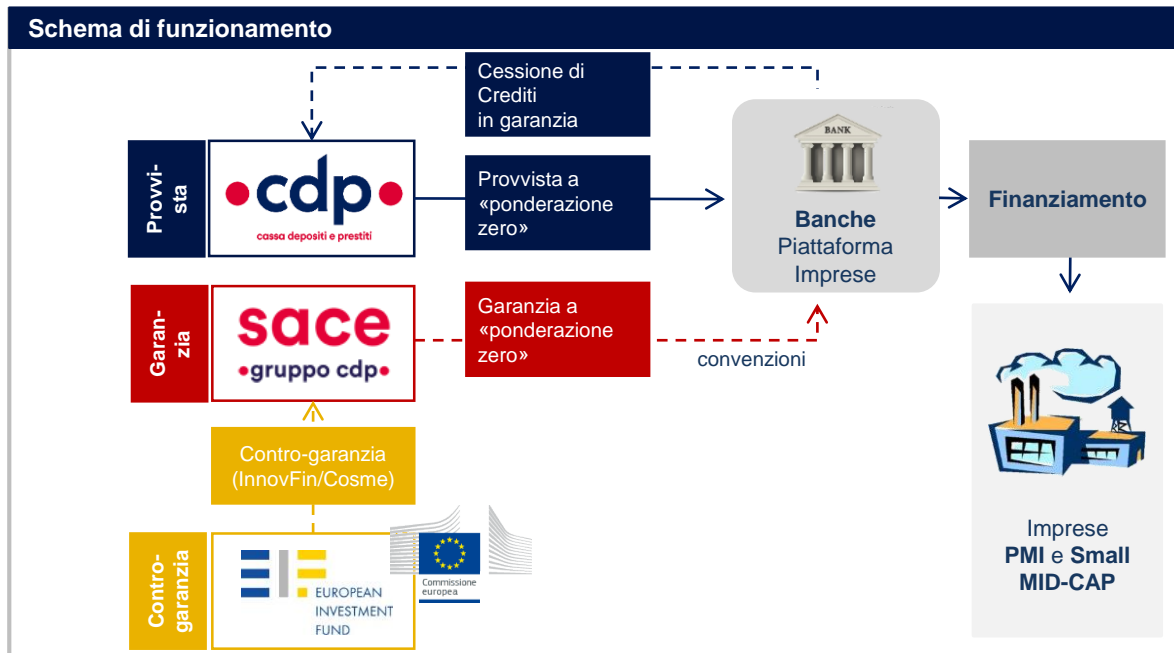 Schema di funzionamento
Cessione di
Crediti
in garanzia
Provvi-
sta
cdp
cassa depositi e prestiti
Provvista a
«ponderazione
zero»
BANK
Banche
Piattaforma
Imprese
Finanziamento
Garan-
zia
sace
gruppo cdp
Garanzia a
«ponderazione
zero»
convenzioni
Contro-garanzia
(InnovFin/Cosme)
Contro-
garanzia
EIF
EUROPEAN
INVESTMENT
FUND
Commissione
europea
Imprese
PMI e Small
MID-CAP